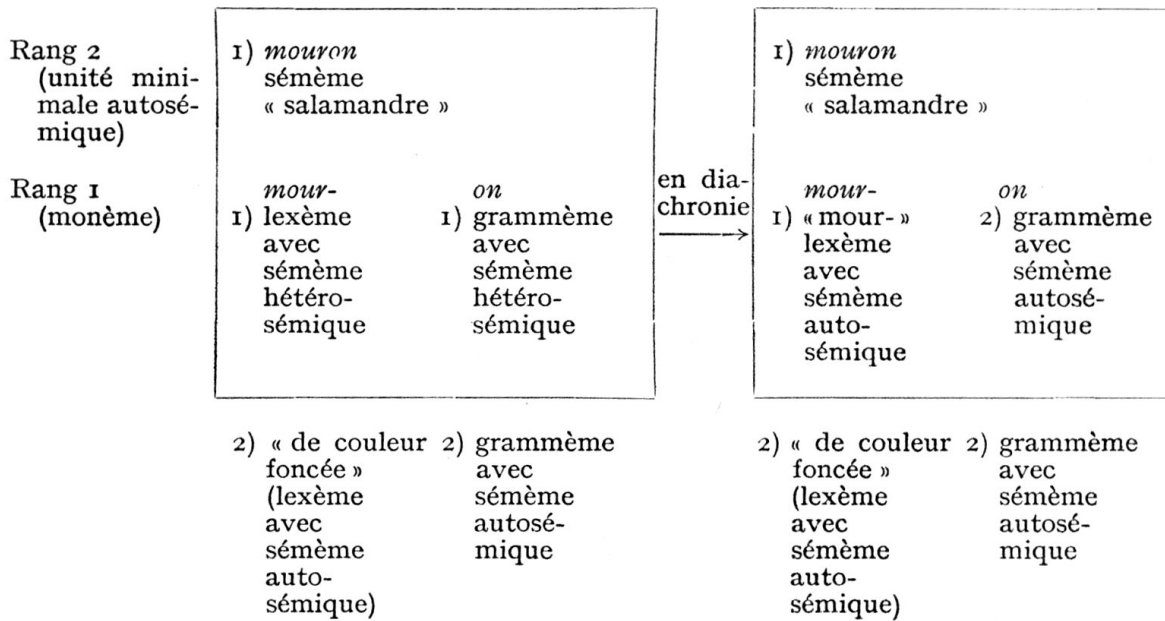 Rang 2
(unité mini-
male autosé-
mique)
1) mouron
sémème
« salamandre »
1) mouron
sémème
« salamandre »
Rang 1
(monème)
mour-
1) lexème
avec
sémème
hétéro-
sémique
on
1) grammème
avec
sémème
hétéro-
sémique
en dia-
chronie
mour-
1) « mour- »
lexème
avec
sémème
auto-
sémique
on
2) grammème
avec
sémème
autosé-
mique
2) « de couleur
foncée »
(lexème
avec
sémème
auto-
sémique)
2) grammème
avec
sémème
autosé-
mique
2) « de couleur
foncée »
(lexème
avec
sémème
auto-
sémique)
2) grammème
avec
sémème
autosé-
mique